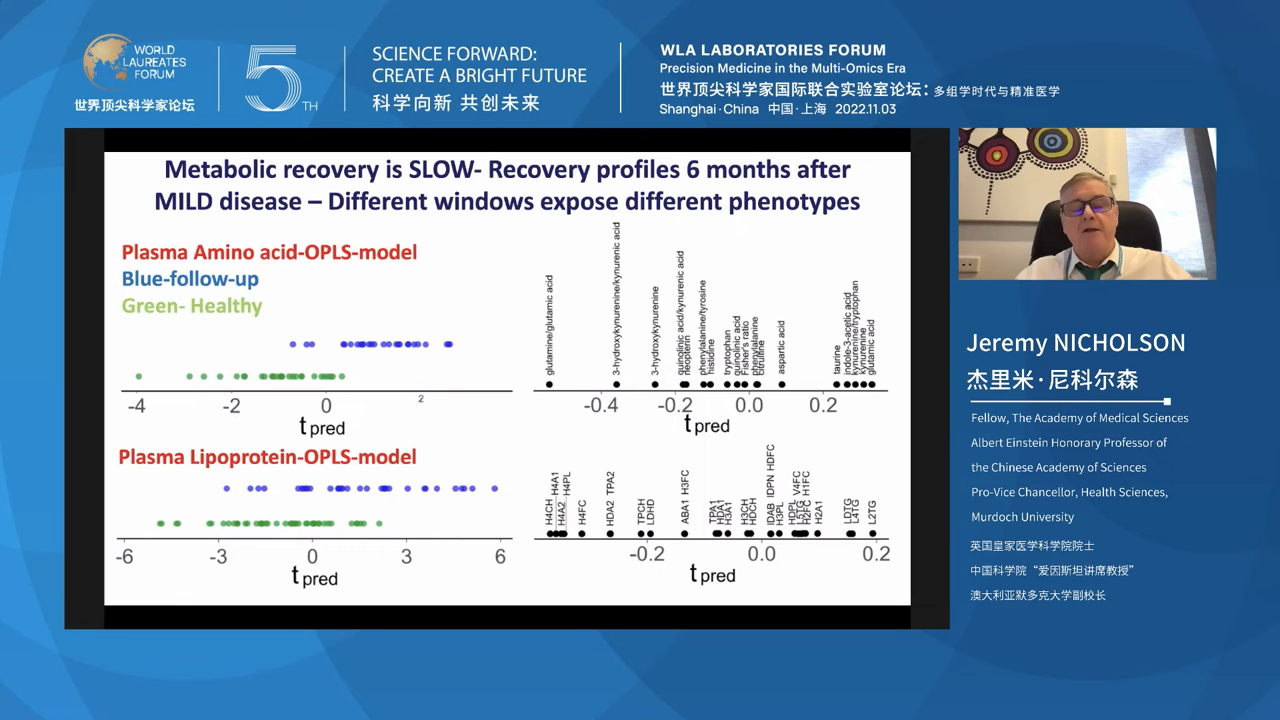 WORLD
LAUREATES
FORUM
世界顶尖科学家论坛
5TH
SCIENCE FORWARD:
CREATE A BRIGHT FUTURE
科学向新 共创未来
WLA LABORATORIES FORUM
Precision Medicine in the Multi-Omics Era
世界顶尖科学家国际联合实验室论坛：多组学时代与精准医学
Shanghai·China 中国·上海 2022.11.03
Metabolic recovery is SLOW- Recovery profiles 6 months after
MILD disease – Different windows expose different phenotypes
Plasma Amino acid-OPLS-model
Blue-follow-up
Green- Healthy
-4 -2 0 2
t pred
glutamine/glutamic acid
3-hydroxykynurenine/kynurenic acid
3-hydroxykynurenine
quinolinic acid/kynurenic acid
neopterin
phenylalanine/tyrosine
histidine
tryptophan
quinolinic acid
Fisher's ratio
phenylalanine
citrulline
aspartic acid
taurine
indole-3-acetic acid
kynurenine/tryptophan
kynurenine
glutamic acid
-0.4 -0.2 0.0 0.2
t pred
Plasma Lipoprotein-OPLS-model
-6 -3 0 3 6
t pred
H4CH
H4A1
H4A2
H4PL
H4FC
HDA2 TPA2
TPCH
LDHD
ABA1 H3FC
TPA1
HDA1
H3A1
H3CH
HDCH
IDAB IDPN HDFC
H3PL
HDPL V4FC
H2FC H1FC
H2A1
LDTG
L4TG
L2TG
-0.2 0.0 0.2
t pred
Jeremy NICHOLSON
杰里米·尼科尔森
Fellow, The Academy of Medical Sciences
Albert Einstein Honorary Professor of
the Chinese Academy of Sciences
Pro-Vice Chancellor, Health Sciences,
Murdoch University
英国皇家医学科学院院士
中国科学院“爱因斯坦讲席教授”
澳大利亚默多克大学副校长